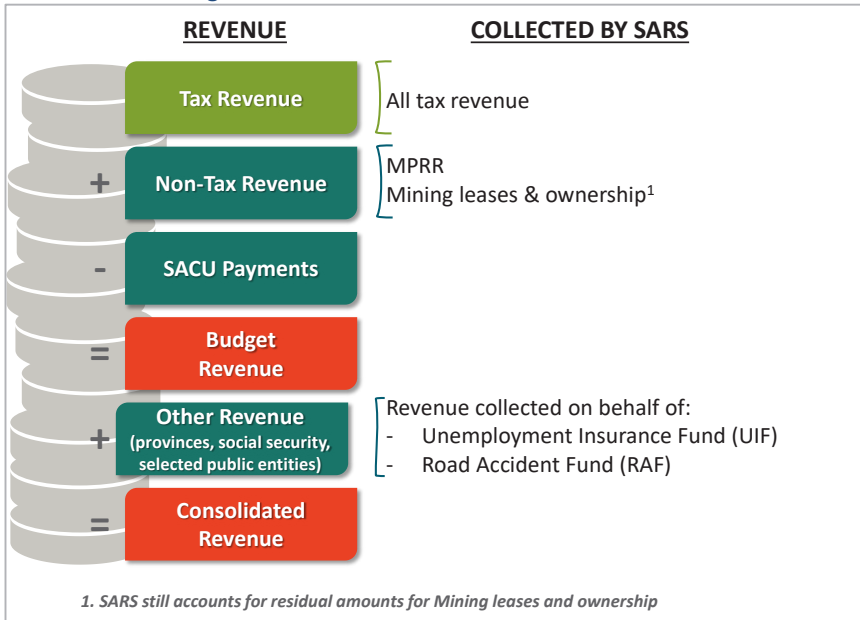 REVENUE
COLLECTED BY SARS
Tax Revenue
All tax revenue
+
Non-Tax Revenue
MPRR
Mining leases & ownership1
-
SACU Payments
=
Budget
Revenue
+
Other Revenue
(provinces, social security,
selected public entities)
Revenue collected on behalf of:
- Unemployment Insurance Fund (UIF)
- Road Accident Fund (RAF)
=
Consolidated
Revenue
1. SARS still accounts for residual amounts for Mining leases and ownership